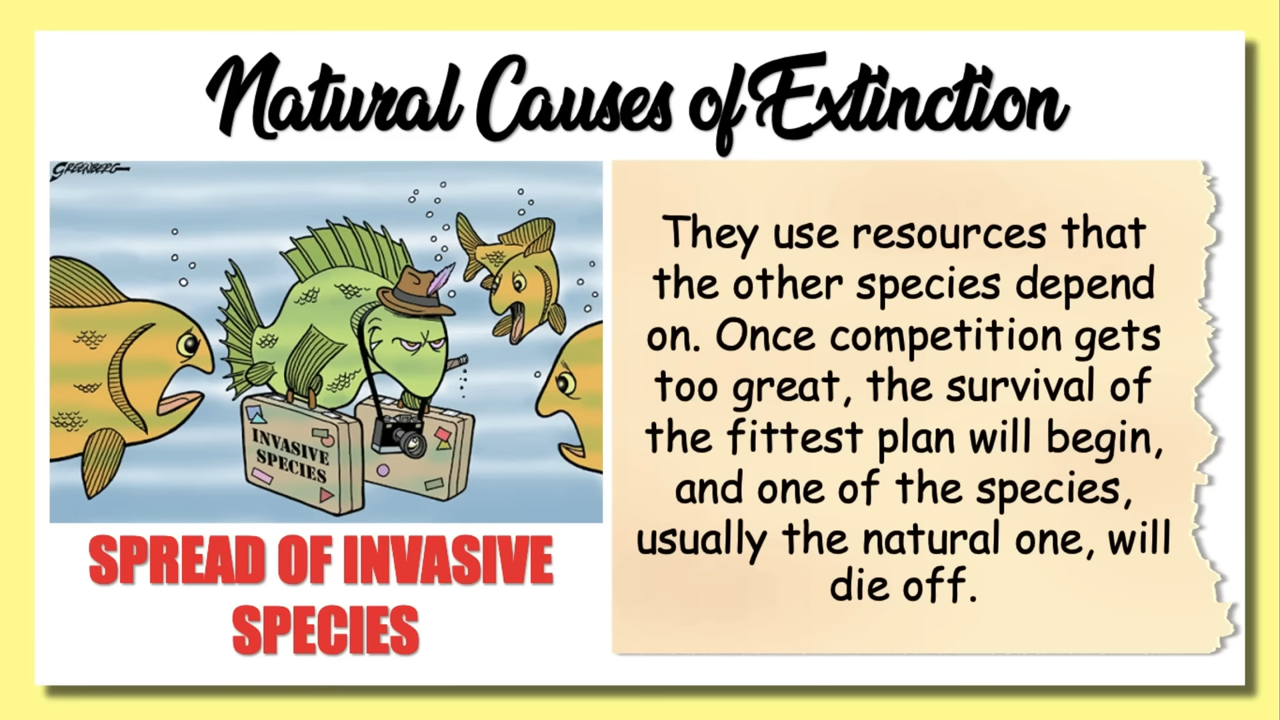 Natural Causes of Extinction
GREENBERG
INVASIVE
SPECIES
SPREAD OF INVASIVE
SPECIES
They use resources that
the other species depend
on. Once competition gets
too great, the survival of
the fittest plan will begin,
and one of the species,
usually the natural one, will
die off.